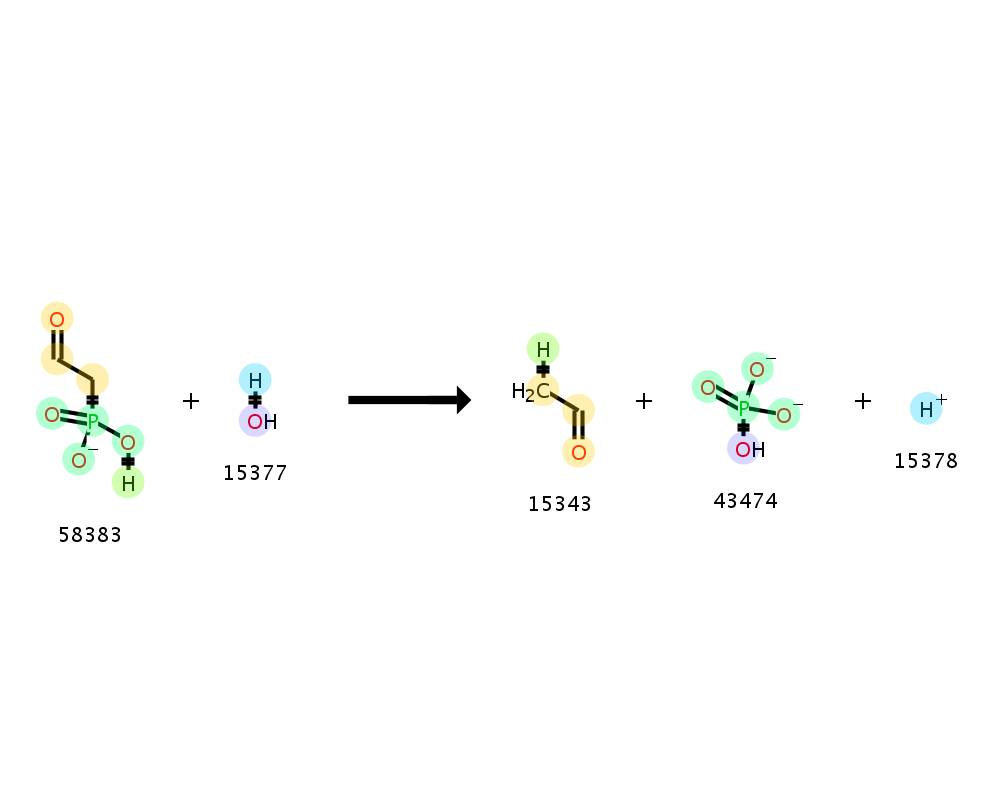 O
O P O
O−
H
58383
+
H
OH
15377
H
H2C
O
15343
+
O−
O P O−
OH
43474
+
H+
15378